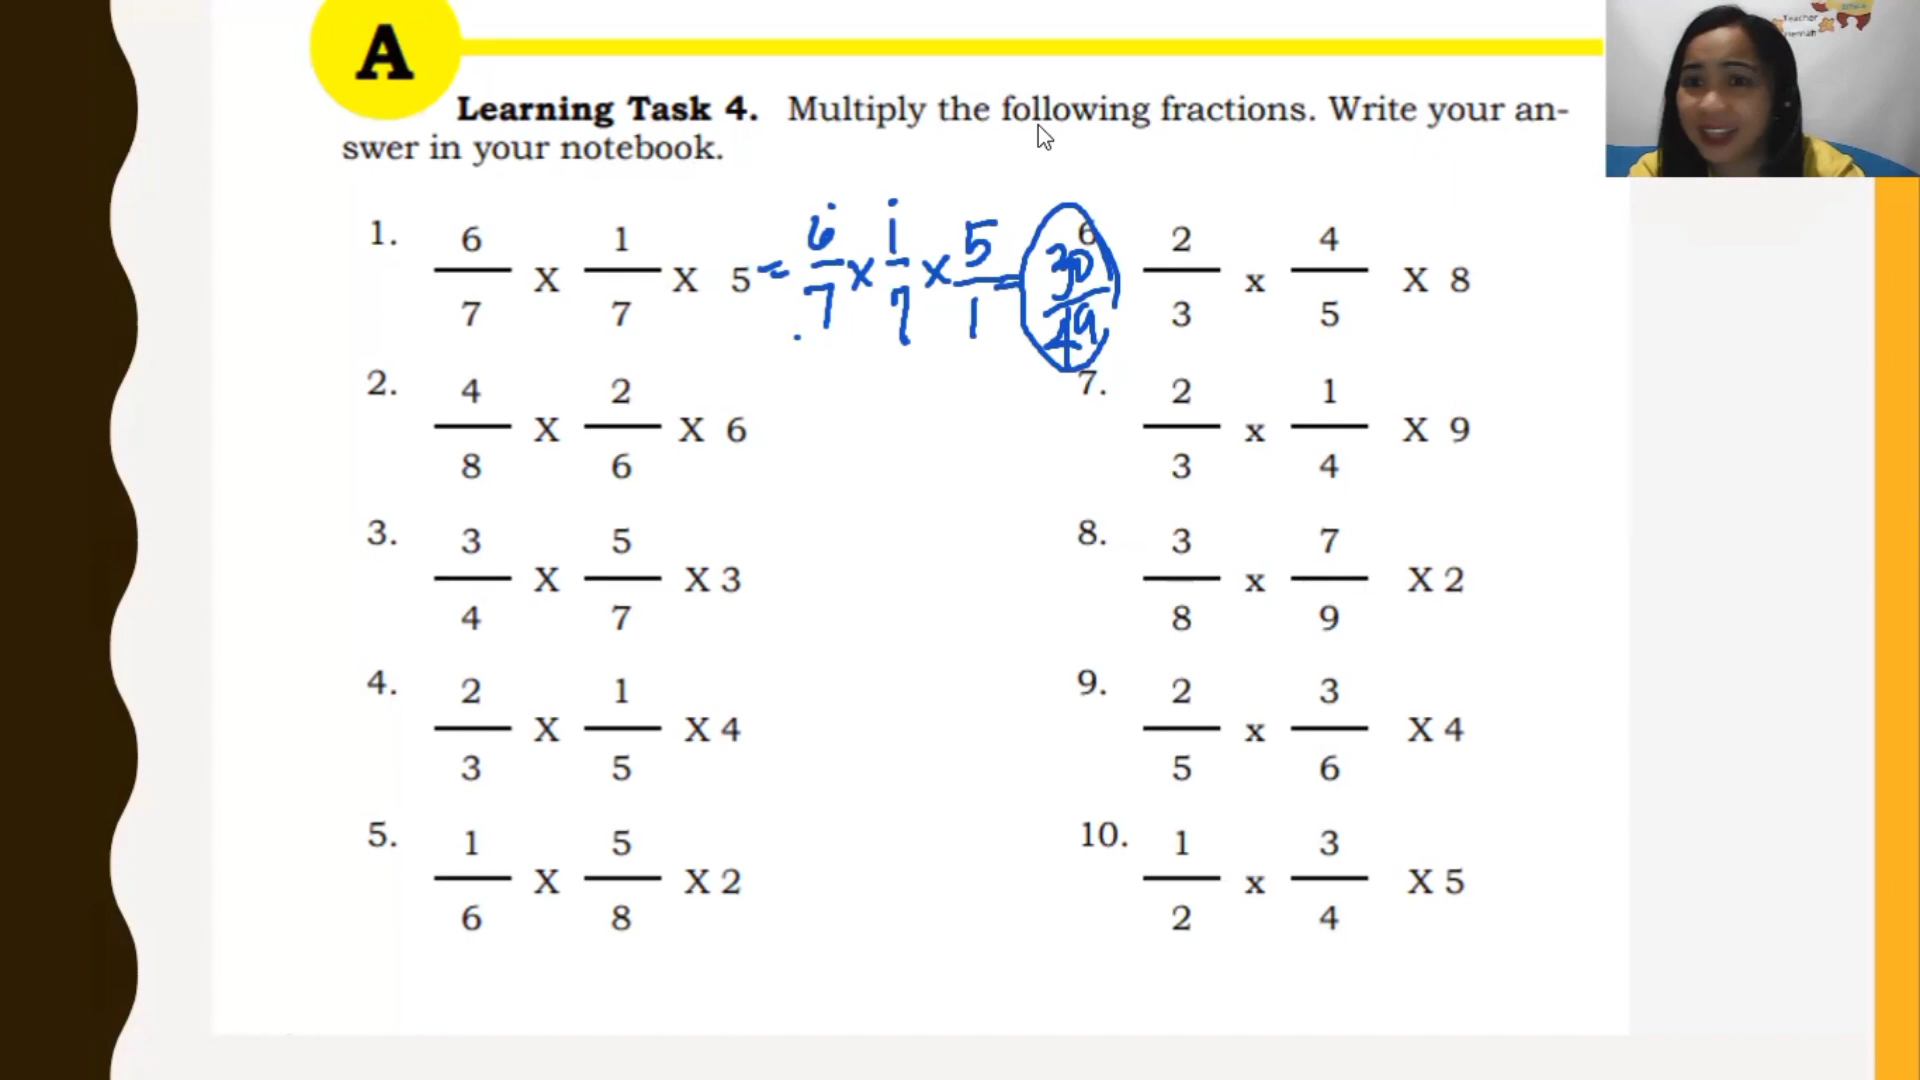 A
Learning Task 4. Multiply the following fractions. Write your an-
swer in your notebook.
1. 6/7 X 1/7 X 5 = 6/7 x 1/7 x 5/1 = 30/49
2. 4/8 X 2/6 X 6
3. 3/4 X 5/7 X 3
4. 2/3 X 1/5 X 4
5. 1/6 X 5/8 X 2
6. 2/3 x 4/5 X 8
7. 2/3 x 1/4 X 9
8. 3/8 x 7/9 X 2
9. 2/5 x 3/6 X 4
10. 1/2 x 3/4 X 5
Teacher